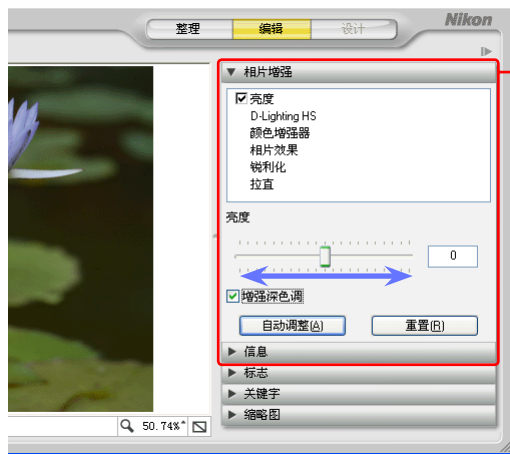 整理 编辑 设计 Nikon
相片增强
亮度
D-Lighting HS
颜色增强器
相片效果
锐利化
拉直
亮度
0
增强深色调
自动调整(A) 重置(R)
信息
标志
关键字
缩略图
50.74%